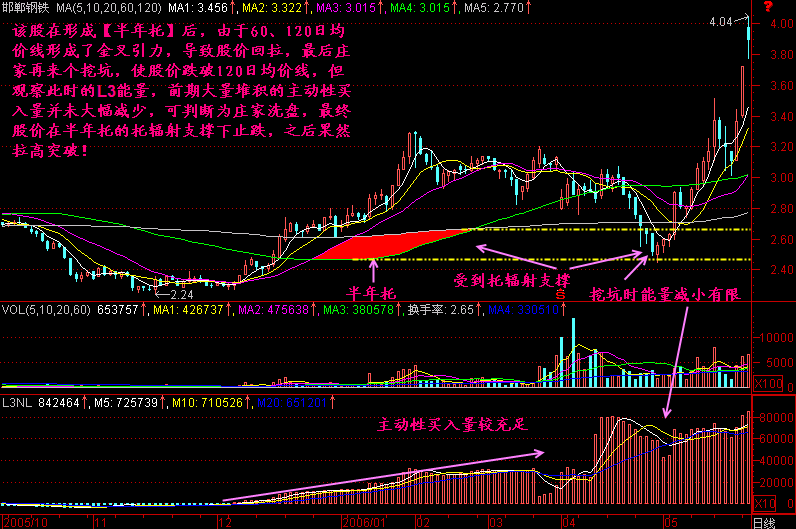 邯郸钢铁 MA(5,10,20,60,120) MA1: 3.456↑, MA2: 3.322↑, MA3: 3.015↑, MA4: 3.015↑, MA5: 2.770↑
?
4.04
4.00
该股在形成【半年托】后，由于60、120日均
价线形成了金叉引力，导致股价回拉，最后庄
家再来个挖坑，使股价跌破120日均价线，但
观察此时的L3能量，前期大量堆积的主动性买
入量并未大幅减少，可判断为庄家洗盘，最终
股价在半年托的托辐射支撑下止跌，之后果然
拉高突破！
3.80
3.60
3.40
3.20
3.00
2.80
2.60
2.40
受到托辐射支撑
半年托
挖坑时能量减小有限
2.24
S
VOL(5,10,20,60) 653757↑, MA1: 426737↑, MA2: 475638↑, MA3: 380578↑, 换手率: 2.65↑, MA4: 330510↑
10000
5000
X100
0
L3NL 842464↑, M5: 725739↑, M10: 710526↑, M30: 651201↑
主动性买入量较充足
80000
60000
40000
20000
X10
0
2005/10 11 12 2006/01 02 03 04 05 日线